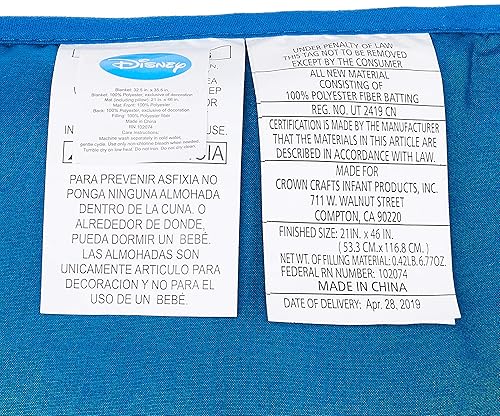 DISNEY
Blanket: 32.5 in x 35.6 in.
Blanket: 100% Polyester, exclusive of decoration
Mat (including pillow): 21 in x 46 in.
Mat Front: 100% Polyester
Back: 100% Polyester, exclusive of decoration
Filling: 100% Polyester fiber
Made in China
RN 102074
Care Instructions:
Machine wash separately in cold water,
gentle cycle. Use only non-chlorine bleach when needed.
Tumble dry on low heat. Do not iron. Do not dry clean.
PARA PREVENIR ASFIXIA NO
PONGA NINGUNA ALMOHADA
DENTRO DE LA CUNA. O
ALREDEDOR DE DONDE,
PUEDA DORMIR UN BEBÉ.
LAS ALMOHADAS SON
UNICAMENTE ARTICULO PARA
DECORACION Y NO PARA EL
USO DE UN BEBÉ.
UNDER PENALTY OF LAW
THIS TAG NOT TO BE REMOVED
EXCEPT BY THE CONSUMER
ALL NEW MATERIAL
CONSISTING OF
100% POLYESTER FIBER BATTING
REG. NO. UT 2419 CN
CERTIFICATION IS MADE BY THE MANUFACTURER
THAT THE MATERIALS IN THIS ARTICLE ARE
DESCRIBED IN ACCORDANCE WITH LAW.
MADE FOR
CROWN CRAFTS INFANT PRODUCTS, INC.
711 W. WALNUT STREET
COMPTON, CA 90220
FINISHED SIZE: 21IN. x 46IN.
( 53.3 CM.x 116.8 CM. )
NET WT. OF FILLING MATERIAL: 0.42LB. 6.77OZ.
FEDERAL RN NUMBER: 102074
MADE IN CHINA
DATE OF DELIVERY: Apr. 28, 2019